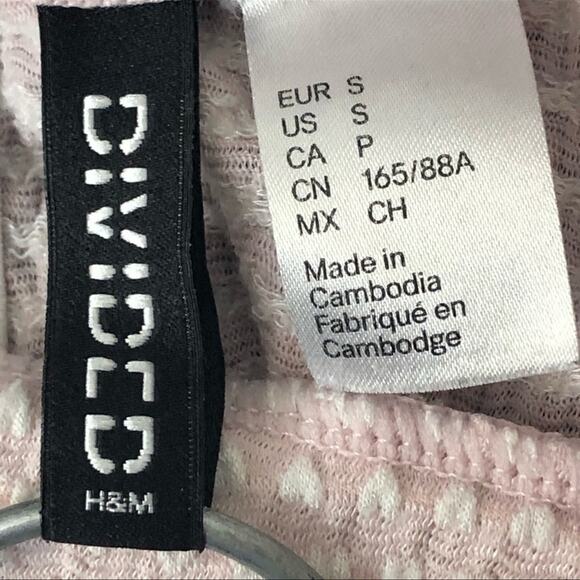 DIVIDED
H&M
EUR S
US S
CA P
CN 165/88A
MX CH
Made in
Cambodia
Fabriqué en
Cambodge